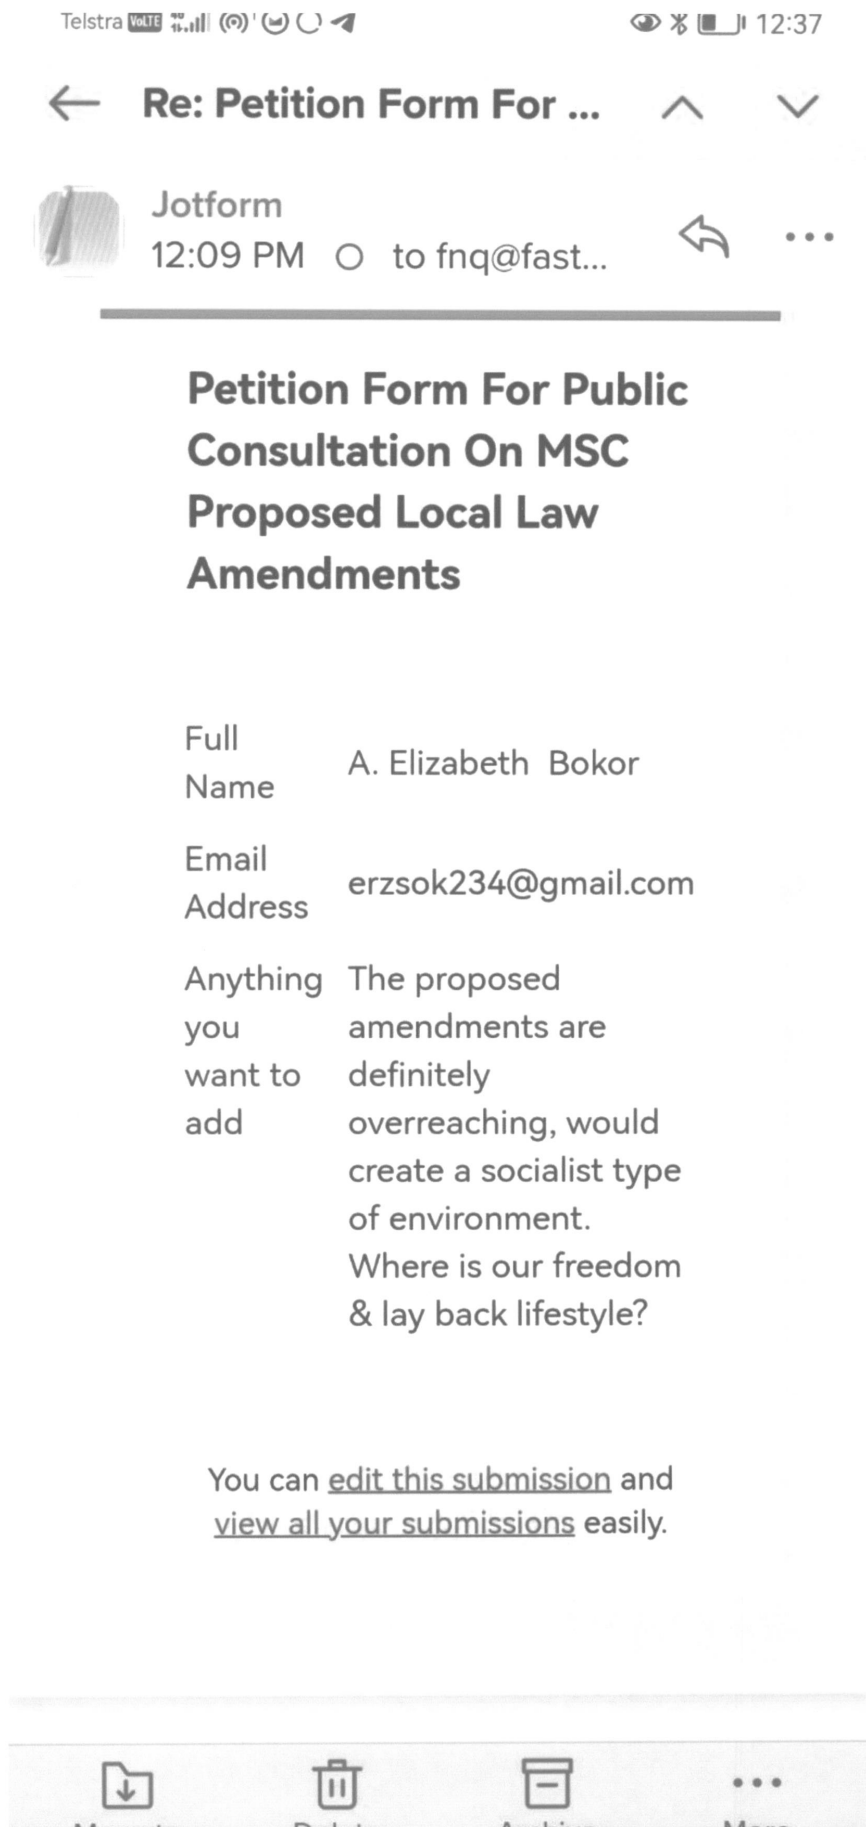 Telstra VoLTE 12:37
Re: Petition Form For ...
Jotform
12:09 PM to fnq@fast...
Petition Form For Public
Consultation On MSC
Proposed Local Law
Amendments
Full
Name
A. Elizabeth Bokor
Email
Address
erzsok234@gmail.com
Anything
you
want to
add
The proposed
amendments are
definitely
overreaching, would
create a socialist type
of environment.
Where is our freedom
& lay back lifestyle?
You can edit this submission and
view all your submissions easily.